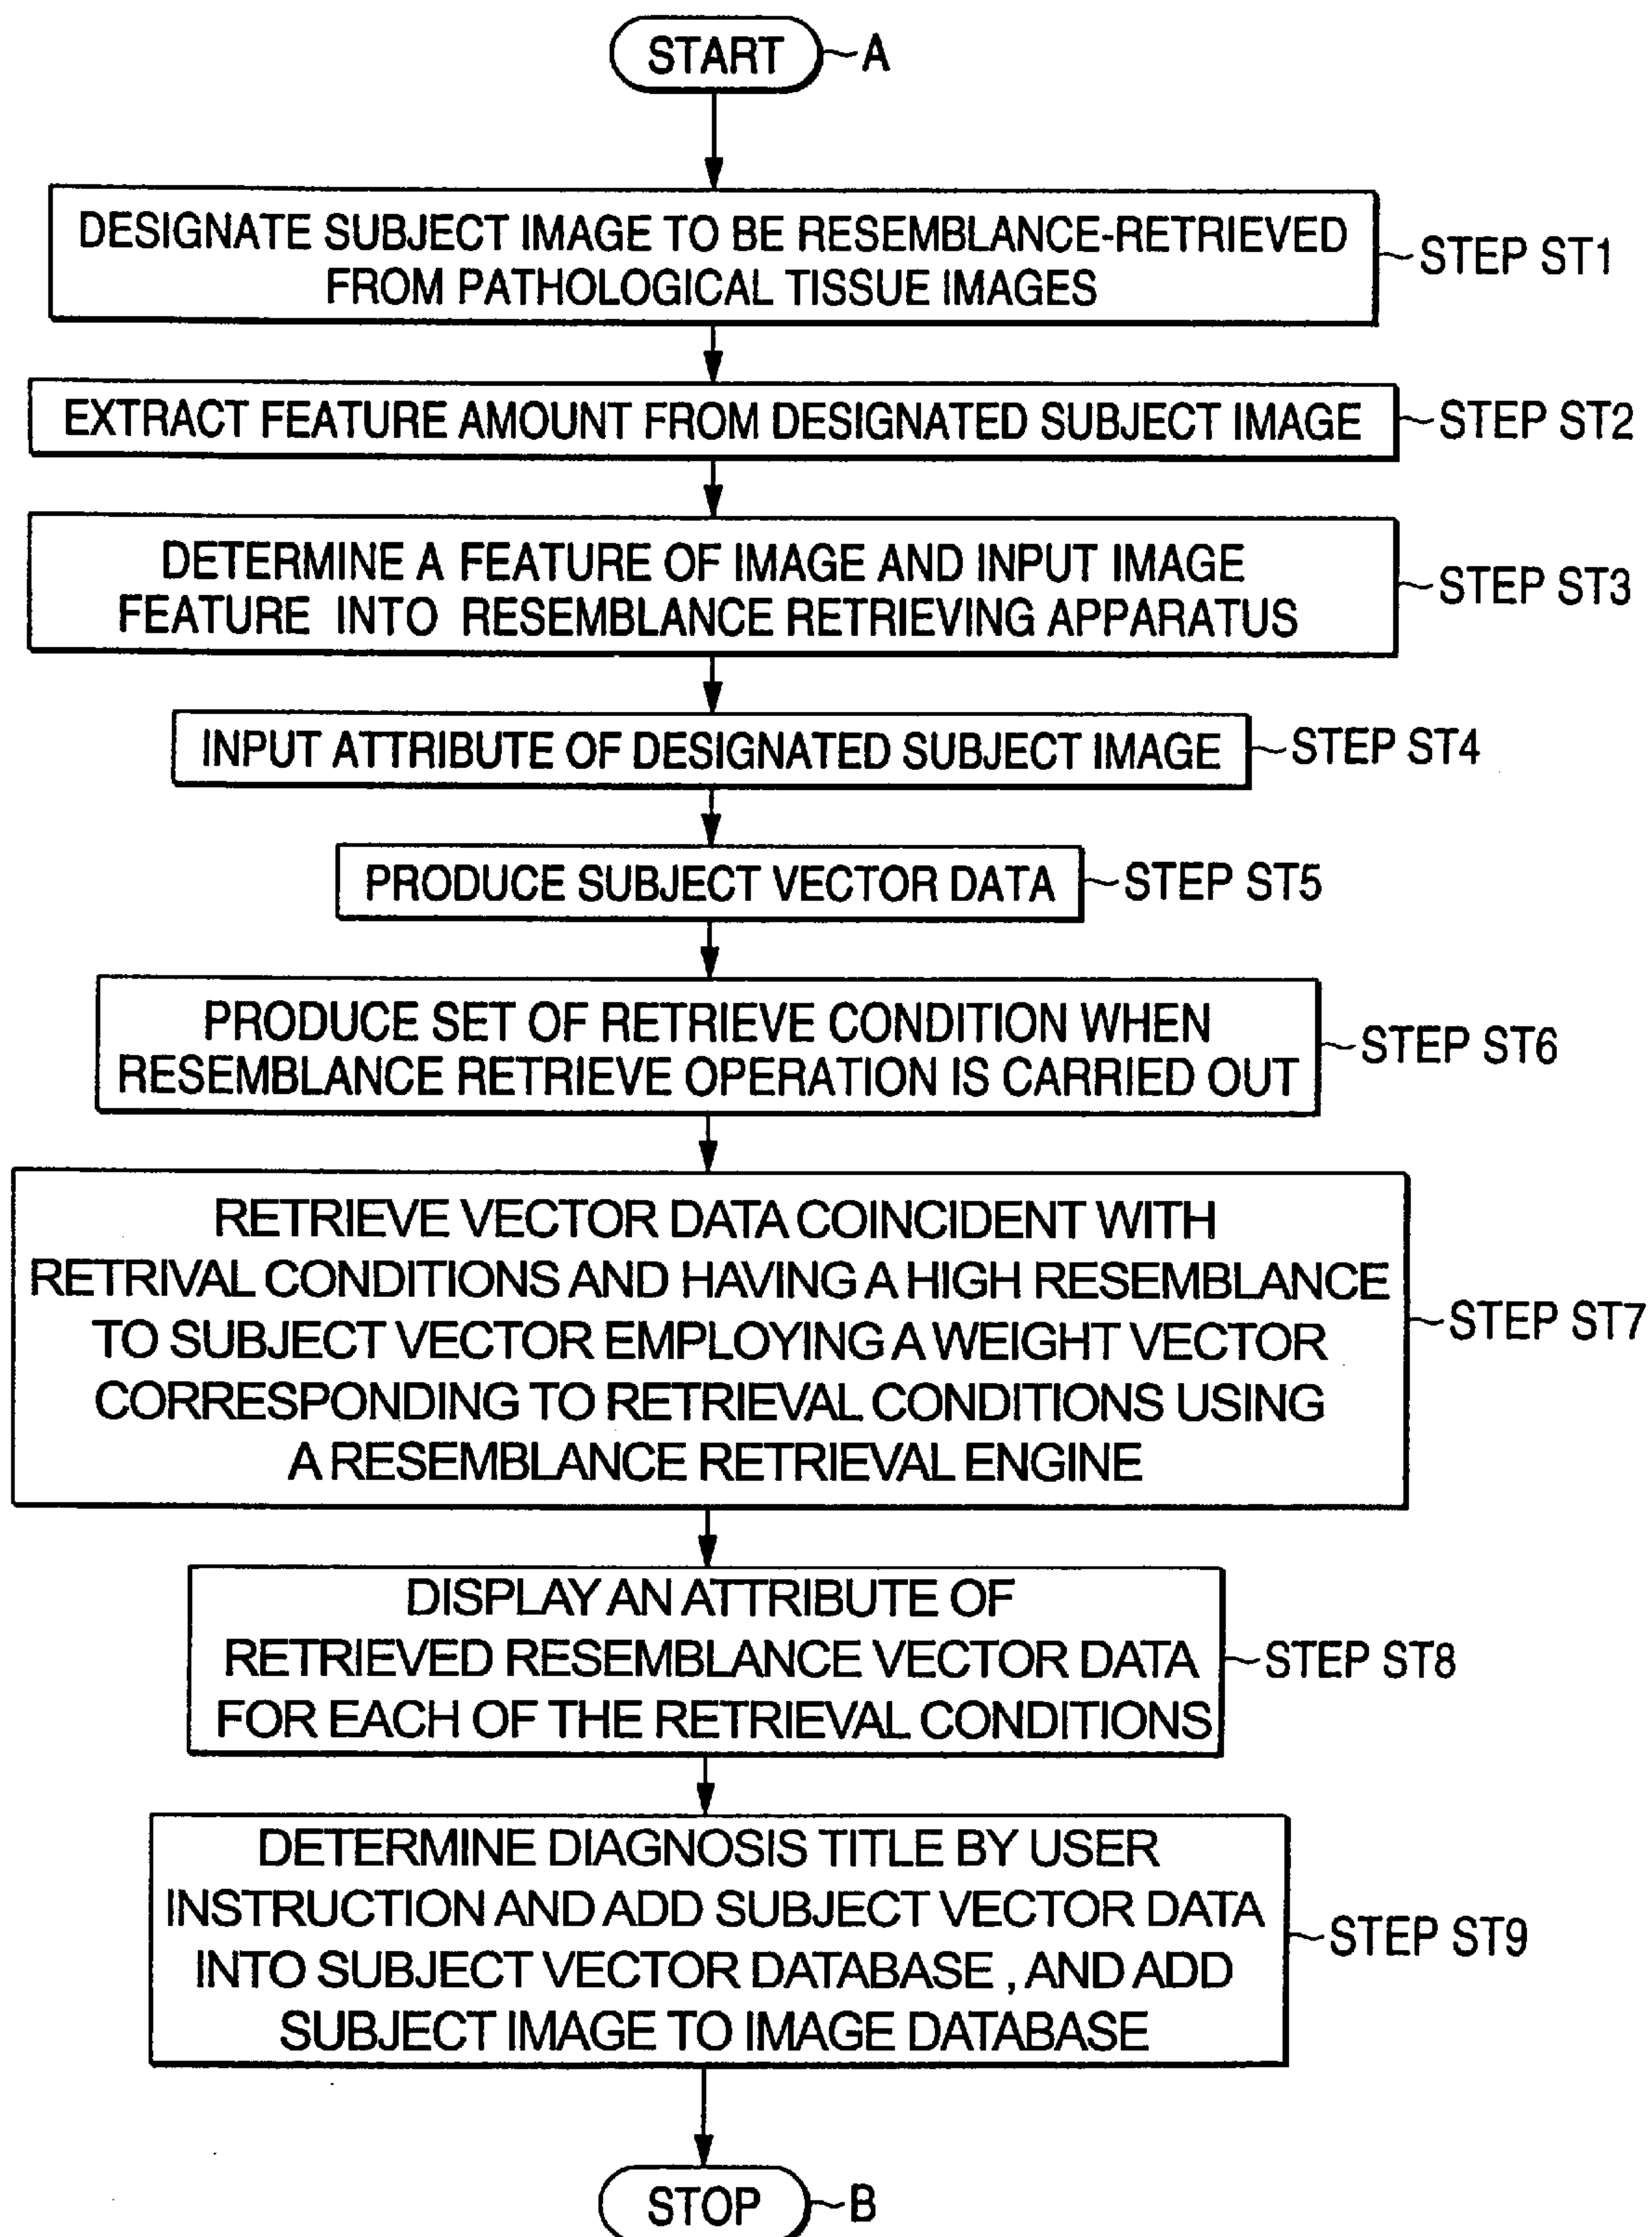 START
A
DESIGNATE SUBJECT IMAGE TO BE RESEMBLANCE-RETRIEVED
FROM PATHOLOGICAL TISSUE IMAGES
STEP ST1
EXTRACT FEATURE AMOUNT FROM DESIGNATED SUBJECT IMAGE
STEP ST2
DETERMINE A FEATURE OF IMAGE AND INPUT IMAGE
FEATURE INTO RESEMBLANCE RETRIEVING APPARATUS
STEP ST3
INPUT ATTRIBUTE OF DESIGNATED SUBJECT IMAGE
STEP ST4
PRODUCE SUBJECT VECTOR DATA
STEP ST5
PRODUCE SET OF RETRIEVE CONDITION WHEN
RESEMBLANCE RETRIEVE OPERATION IS CARRIED OUT
STEP ST6
RETRIEVE VECTOR DATA COINCIDENT WITH
RETRIVAL CONDITIONS AND HAVING A HIGH RESEMBLANCE
TO SUBJECT VECTOR EMPLOYING A WEIGHT VECTOR
CORRESPONDING TO RETRIEVAL CONDITIONS USING
A RESEMBLANCE RETRIEVAL ENGINE
STEP ST7
DISPLAY AN ATTRIBUTE OF
RETRIEVED RESEMBLANCE VECTOR DATA
FOR EACH OF THE RETRIEVAL CONDITIONS
STEP ST8
DETERMINE DIAGNOSIS TITLE BY USER
INSTRUCTION AND ADD SUBJECT VECTOR DATA
INTO SUBJECT VECTOR DATABASE , AND ADD
SUBJECT IMAGE TO IMAGE DATABASE
STEP ST9
STOP
B